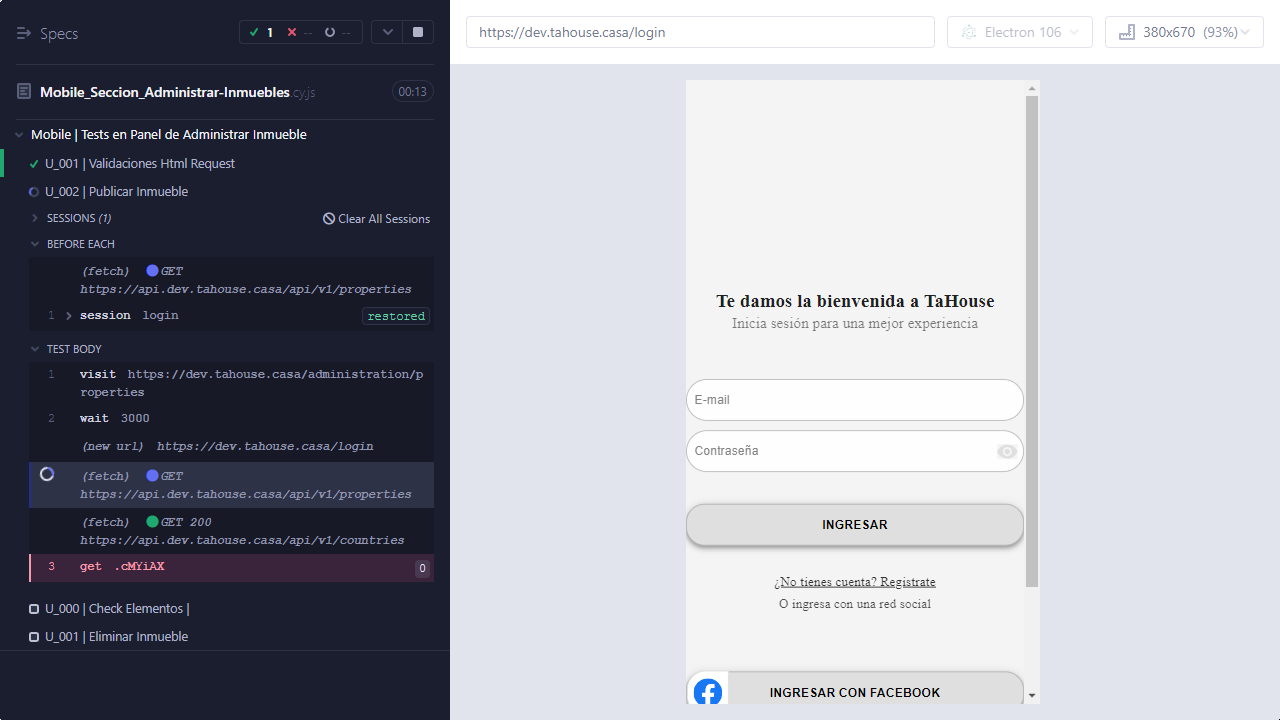 Specs
1
--
--
Mobile_Seccion_Administrar-Inmuebles.cy.js
00:13
Mobile | Tests en Panel de Administrar Inmueble
U_001 | Validaciones Html Request
U_002 | Publicar Inmueble
SESSIONS (1)
Clear All Sessions
BEFORE EACH
(fetch) GET
https://api.dev.tahouse.casa/api/v1/properties
1 session login restored
TEST BODY
1 visit https://dev.tahouse.casa/administration/p
roperties
2 wait 3000
(new url) https://dev.tahouse.casa/login
(fetch) GET
https://api.dev.tahouse.casa/api/v1/properties
(fetch) GET 200
https://api.dev.tahouse.casa/api/v1/countries
3 get .cMYiAX 0
U_000 | Check Elementos |
U_001 | Eliminar Inmueble
https://dev.tahouse.casa/login
Electron 106
380x670 (93%)
Te damos la bienvenida a TaHouse
Inicia sesión para una mejor experiencia
E-mail
Contraseña
INGRESAR
¿No tienes cuenta? Registrate
O ingresa con una red social
INGRESAR CON FACEBOOK